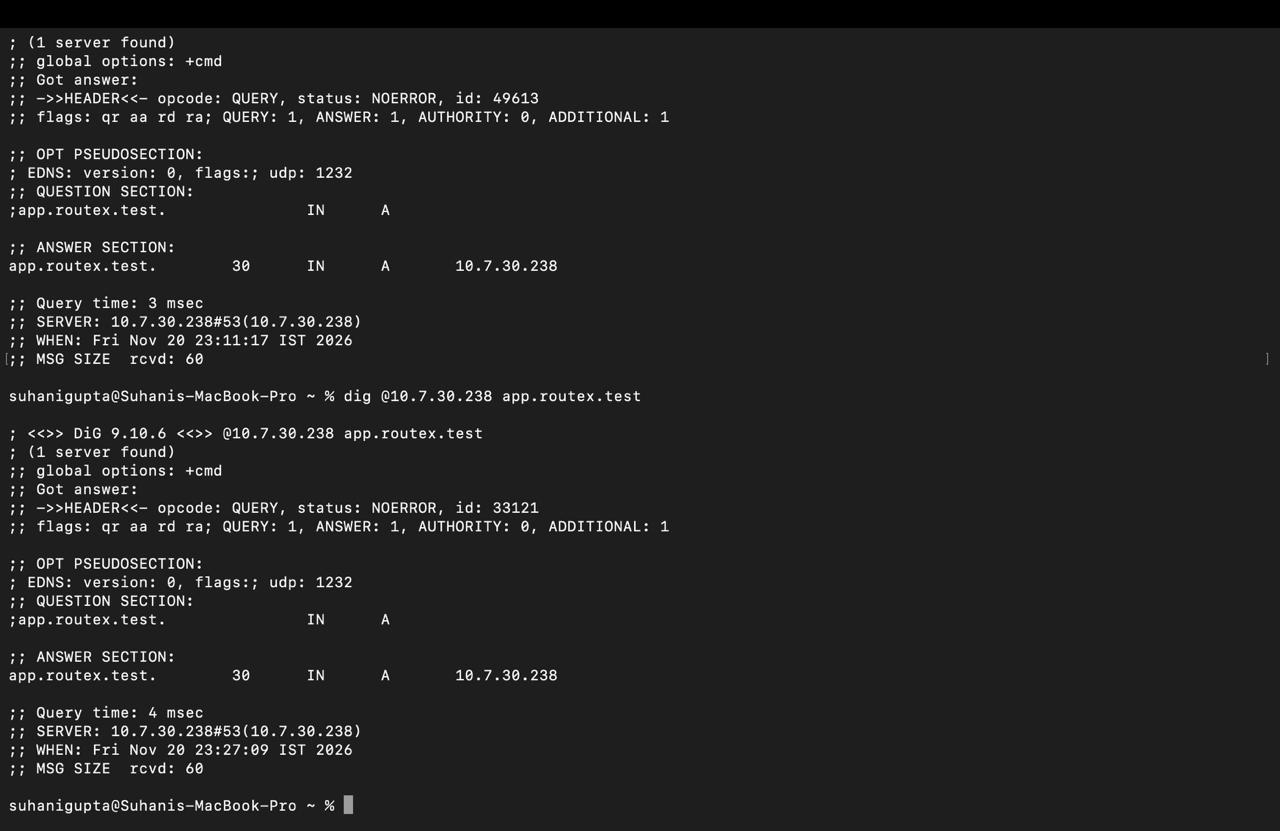 ; (1 server found)
;; global options: +cmd
;; Got answer:
;; ->>HEADER<<- opcode: QUERY, status: NOERROR, id: 49613
;; flags: qr aa rd ra; QUERY: 1, ANSWER: 1, AUTHORITY: 0, ADDITIONAL: 1
;; OPT PSEUDOSECTION:
; EDNS: version: 0, flags:; udp: 1232
;; QUESTION SECTION:
;app.routex.test. IN A
;; ANSWER SECTION:
app.routex.test. 30 IN A 10.7.30.238
;; Query time: 3 msec
;; SERVER: 10.7.30.238#53(10.7.30.238)
;; WHEN: Fri Nov 20 23:11:17 IST 2026
[;; MSG SIZE  rcvd: 60 ]
suhanigupta@Suhanis-MacBook-Pro ~ % dig @10.7.30.238 app.routex.test
; <<>> DiG 9.10.6 <<>> @10.7.30.238 app.routex.test
; (1 server found)
;; global options: +cmd
;; Got answer:
;; ->>HEADER<<- opcode: QUERY, status: NOERROR, id: 33121
;; flags: qr aa rd ra; QUERY: 1, ANSWER: 1, AUTHORITY: 0, ADDITIONAL: 1
;; OPT PSEUDOSECTION:
; EDNS: version: 0, flags:; udp: 1232
;; QUESTION SECTION:
;app.routex.test. IN A
;; ANSWER SECTION:
app.routex.test. 30 IN A 10.7.30.238
;; Query time: 4 msec
;; SERVER: 10.7.30.238#53(10.7.30.238)
;; WHEN: Fri Nov 20 23:27:09 IST 2026
;; MSG SIZE  rcvd: 60
suhanigupta@Suhanis-MacBook-Pro ~ %